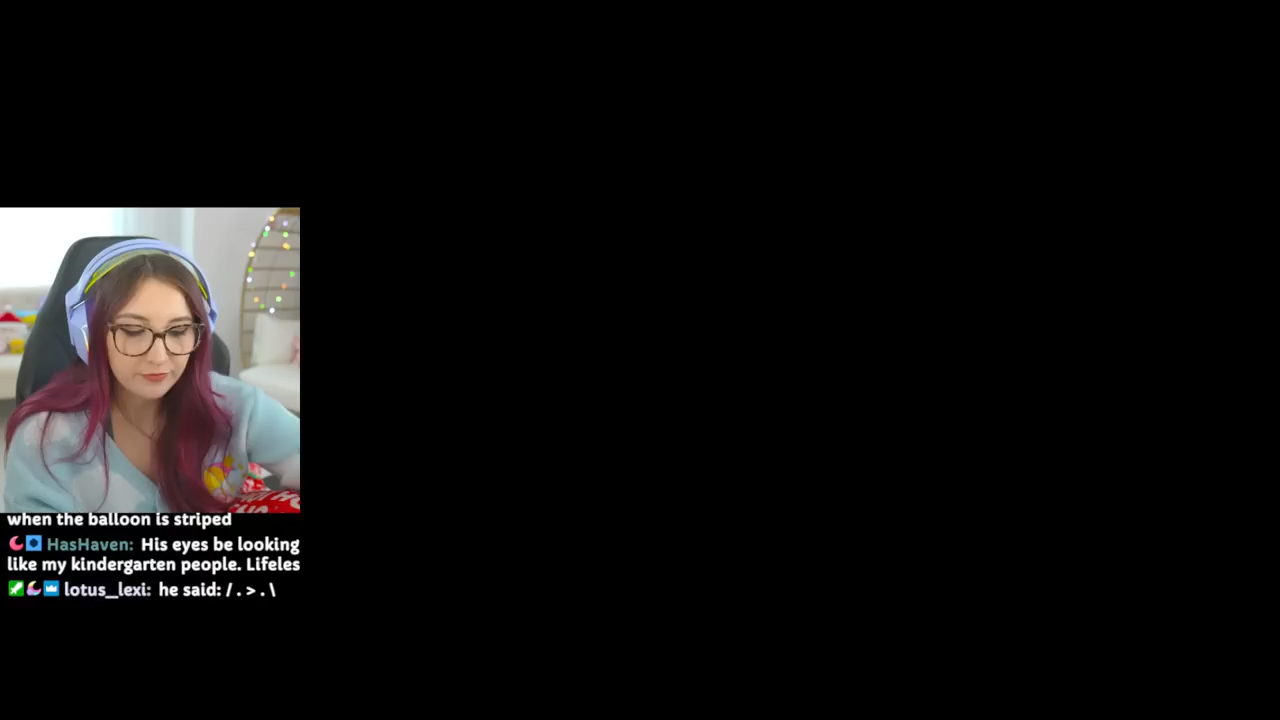 when the balloon is striped
HasHaven: His eyes be looking
like my kindergarten people. Lifeles
lotus_lexi: he said: / . > . \